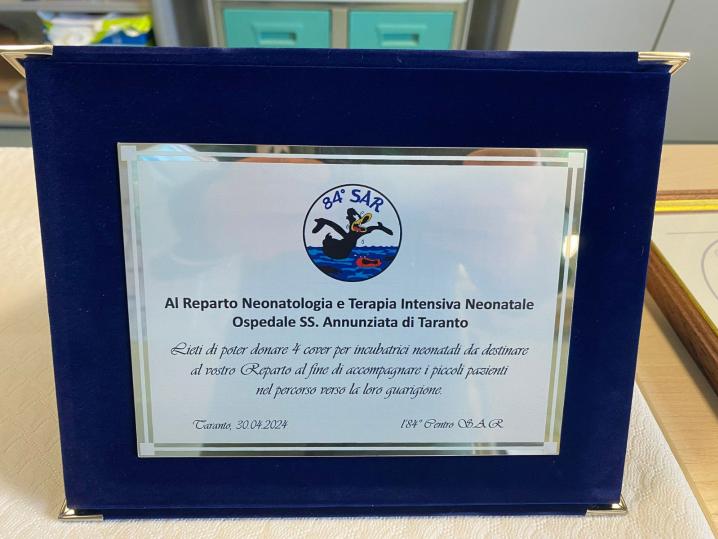 84° SAR
Al Reparto Neonatologia e Terapia Intensiva Neonatale
Ospedale SS. Annunziata di Taranto
Lieti di poter donare 4 cover per incubatrici neonatali da destinare
al vostro Reparto al fine di accompagnare i piccoli pazienti
nel percorso verso la loro guarigione.
Taranto, 30.04.2024 l'84° Centro S.A.R.